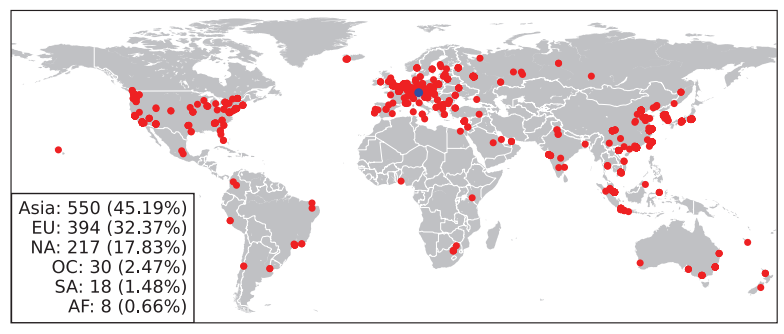 Asia: 550 (45.19%)
EU: 394 (32.37%)
NA: 217 (17.83%)
OC: 30 (2.47%)
SA: 18 (1.48%)
AF: 8 (0.66%)